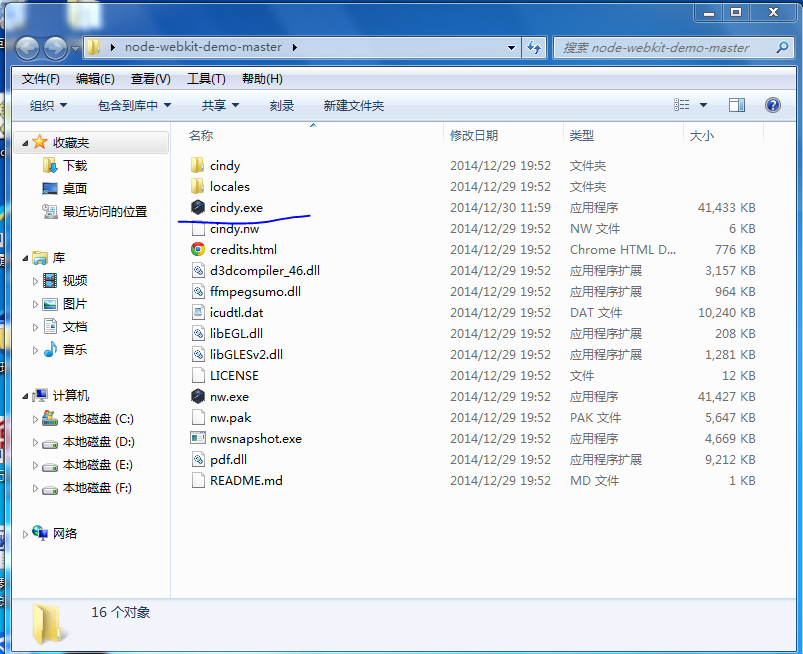 node-webkit-demo-master
搜索 node-webkit-demo-master
文件(F) 编辑(E) 查看(V) 工具(T) 帮助(H)
组织 包含到库中 共享 刻录 新建文件夹
收藏夹
下载
桌面
最近访问的位置
库
视频
图片
文档
音乐
计算机
本地磁盘 (C:)
本地磁盘 (D:)
本地磁盘 (E:)
本地磁盘 (F:)
网络
名称 修改日期 类型 大小
cindy 2014/12/29 19:52 文件夹
locales 2014/12/29 19:52 文件夹
cindy.exe 2014/12/30 11:59 应用程序 41,433 KB
cindy.nw 2014/12/29 19:52 NW 文件 6 KB
credits.html 2014/12/29 19:52 Chrome HTML D... 776 KB
d3dcompiler_46.dll 2014/12/29 19:52 应用程序扩展 3,157 KB
ffmpegsumo.dll 2014/12/29 19:52 应用程序扩展 964 KB
icudtl.dat 2014/12/29 19:52 DAT 文件 10,240 KB
libEGL.dll 2014/12/29 19:52 应用程序扩展 208 KB
libGLESv2.dll 2014/12/29 19:52 应用程序扩展 1,281 KB
LICENSE 2014/12/29 19:52 文件 12 KB
nw.exe 2014/12/29 19:52 应用程序 41,427 KB
nw.pak 2014/12/29 19:52 PAK 文件 5,647 KB
nwsnapshot.exe 2014/12/29 19:52 应用程序 4,669 KB
pdf.dll 2014/12/29 19:52 应用程序扩展 9,212 KB
README.md 2014/12/29 19:52 MD 文件 1 KB
16 个对象